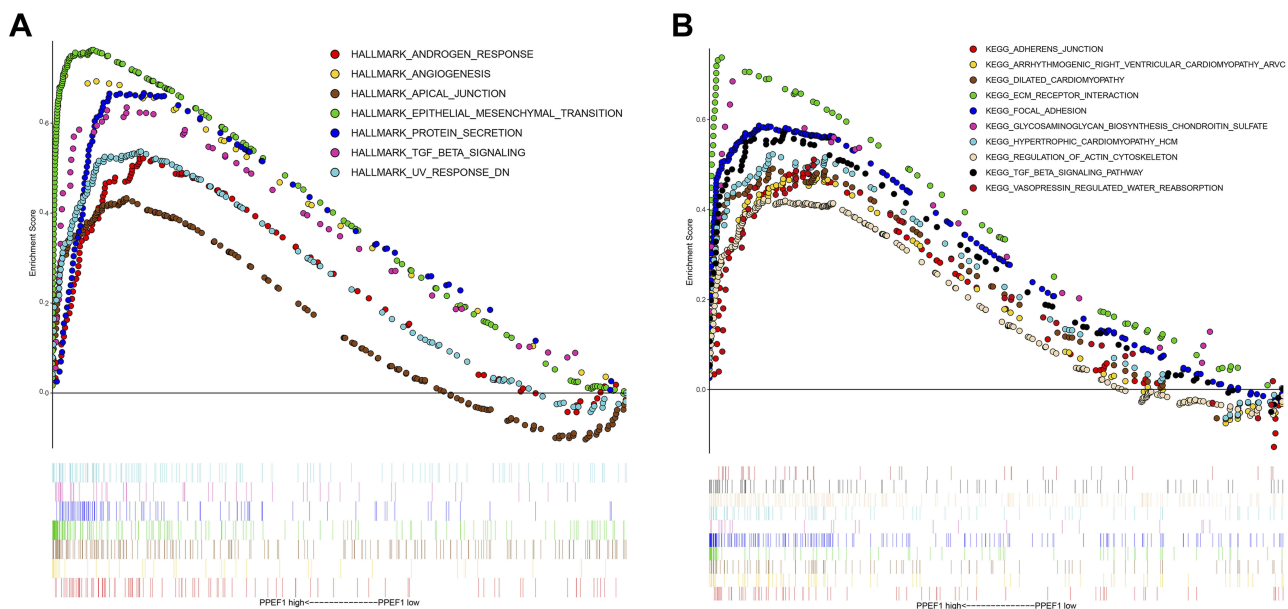 A
HALLMARK_ANDROGEN_RESPONSE
HALLMARK_ANGIOGENESIS
HALLMARK_APICAL_JUNCTION
HALLMARK_EPITHELIAL_MESENCHYMAL_TRANSITION
HALLMARK_PROTEIN_SECRETION
HALLMARK_TGF_BETA_SIGNALING
HALLMARK_UV_RESPONSE_DN
Enrichment Score
0.6
0.4
0.2
0.0
PPEF1 high<---------------PPEF1 low
B
KEGG_ADHERENS_JUNCTION
KEGG_ARRHYTHMOGENIC_RIGHT_VENTRICULAR_CARDIOMYOPATHY_ARVC
KEGG_DILATED_CARDIOMYOPATHY
KEGG_ECM_RECEPTOR_INTERACTION
KEGG_FOCAL_ADHESION
KEGG_GLYCOSAMINOGLYCAN_BIOSYNTHESIS_CHONDROITIN_SULFATE
KEGG_HYPERTROPHIC_CARDIOMYOPATHY_HCM
KEGG_REGULATION_OF_ACTIN_CYTOSKELETON
KEGG_TGF_BETA_SIGNALING_PATHWAY
KEGG_VASOPRESSIN_REGULATED_WATER_REABSORPTION
Enrichment Score
0.6
0.4
0.2
0.0
PPEF1 high<---------------PPEF1 low